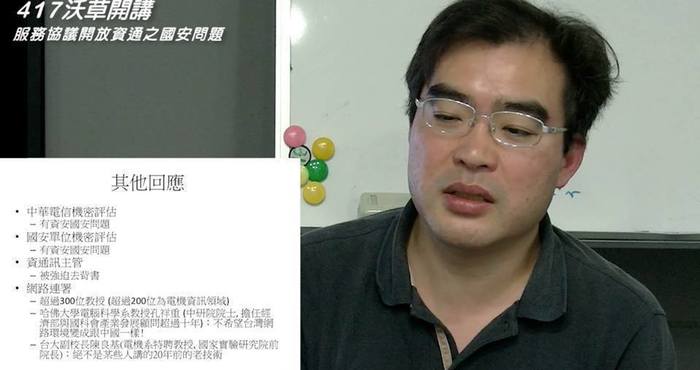 417沃草開講
服務協議開放資通之國安問題
其他回應
• 中華電信機密評估
– 有資安國安問題
• 國安單位機密評估
– 有資安國安問題
• 資通訊主管
– 被強迫去背書
• 網路連署
– 超過300位教授 (超過200位為電機資訊領域)
– 哈佛大學電腦科學系教授孔祥重 (中研院院士, 擔任經
濟部與國科會產業發展顧問超過十年)：不希望台灣網
路環境變成跟中國一樣!
– 台大副校長陳良基(電機系特聘教授, 國家實驗研究院前
院長)：絕不是某些人講的20年前的老技術